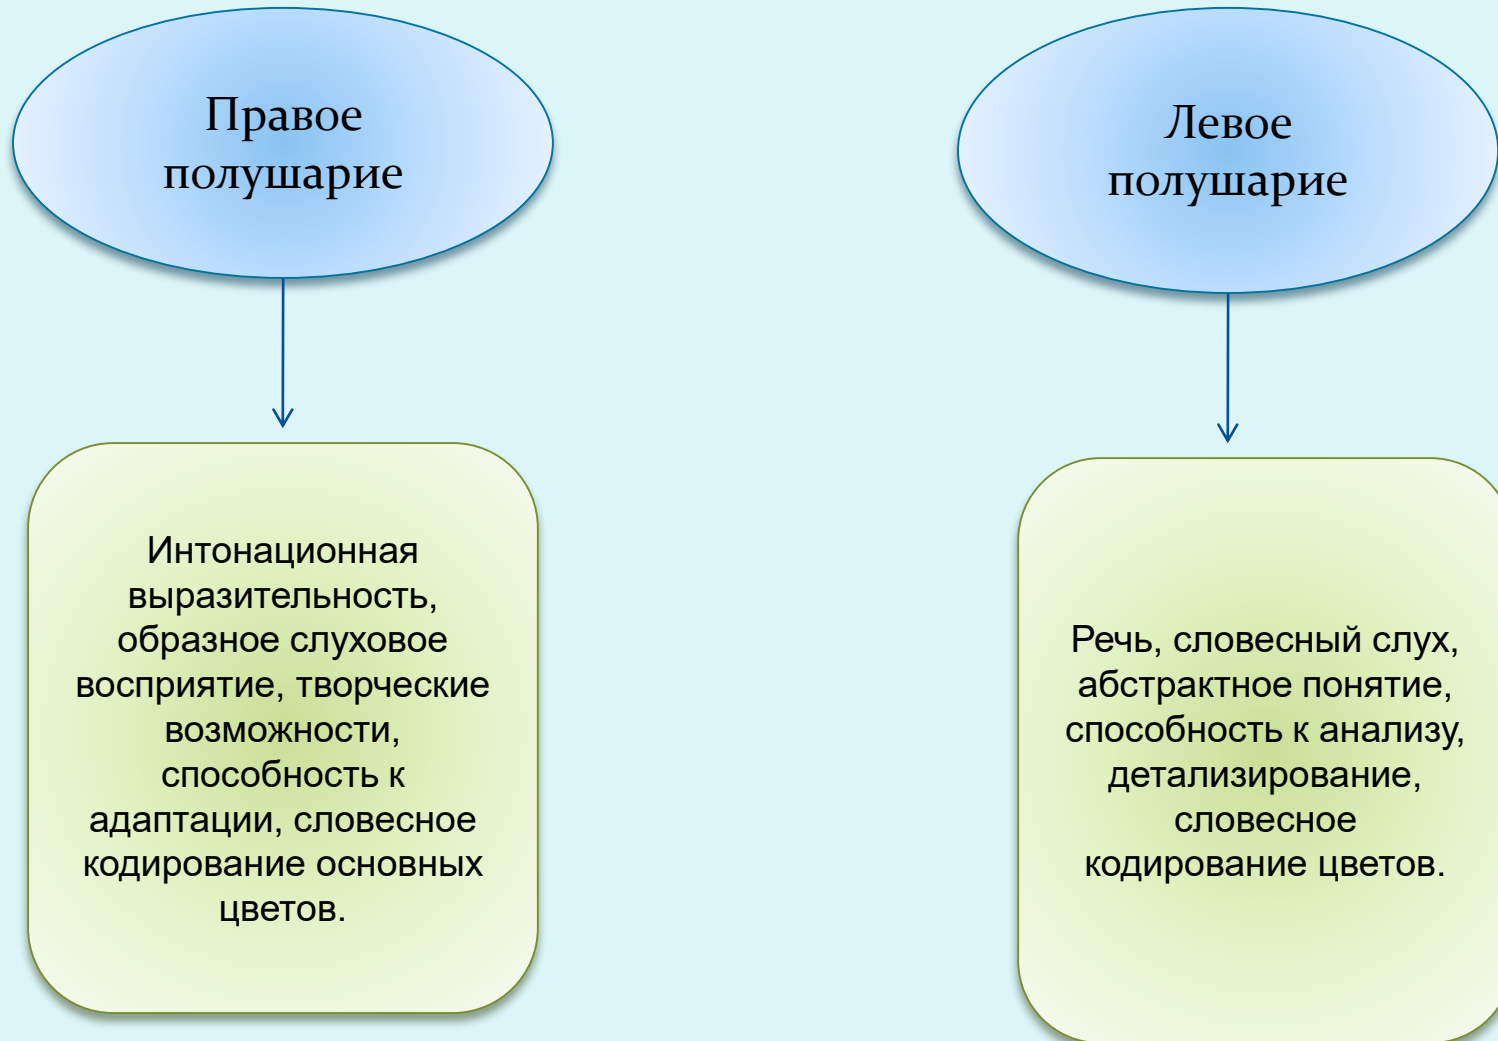 Правое
полушарие
Левое
полушарие
Интонационная
выразительность,
образное слуховое
восприятие, творческие
возможности,
способность к
адаптации, словесное
кодирование основных
цветов.
Речь, словесный слух,
абстрактное понятие,
способность к анализу,
детализирование,
словесное
кодирование цветов.